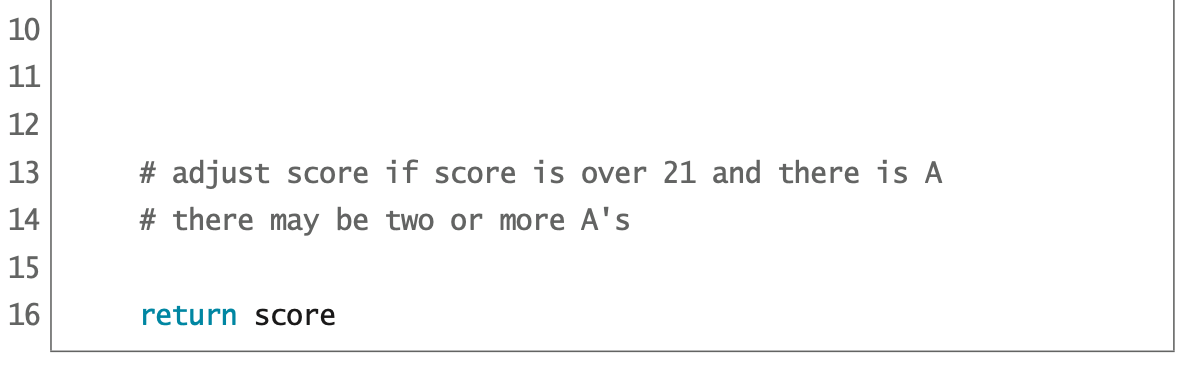 10
11
12
13 # adjust score if score is over 21 and there is A
14 # there may be two or more A's
15
16 return score